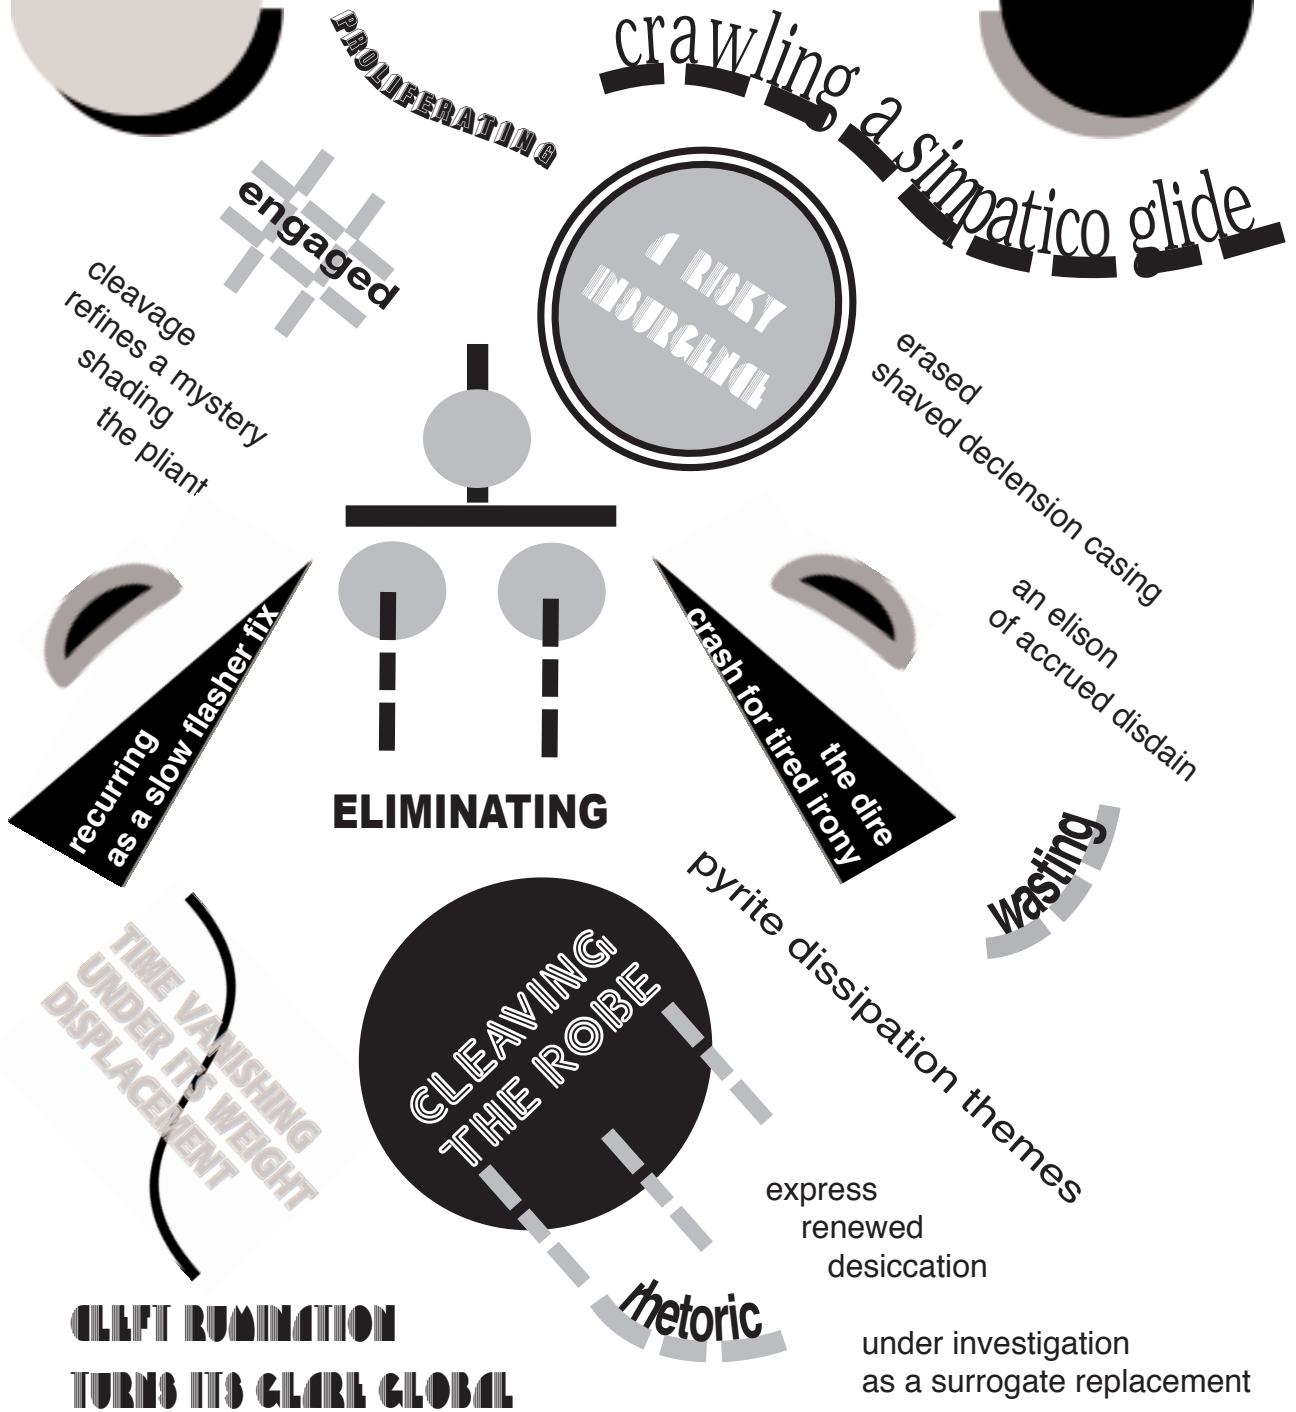 PROLIFERATING
crawling a simpatico glide
engaged
A RISKY
INSURGENCE
cleavage
refines a mystery
shading
the pliant
erased
shaved declension casing
an elison
of accrued disdain
recurring
as a slow flasher fix
the dire
crash for tired irony
ELIMINATING
wasting
pyrite dissipation themes
TIME VANISHING
UNDER ITS WEIGHT
DISPLACEMENT
CLEAVING
THE ROBE
express
renewed
desiccation
rhetoric
CLEFT RUMINATION
TURNS ITS GLARE GLOBAL
under investigation
as a surrogate replacement